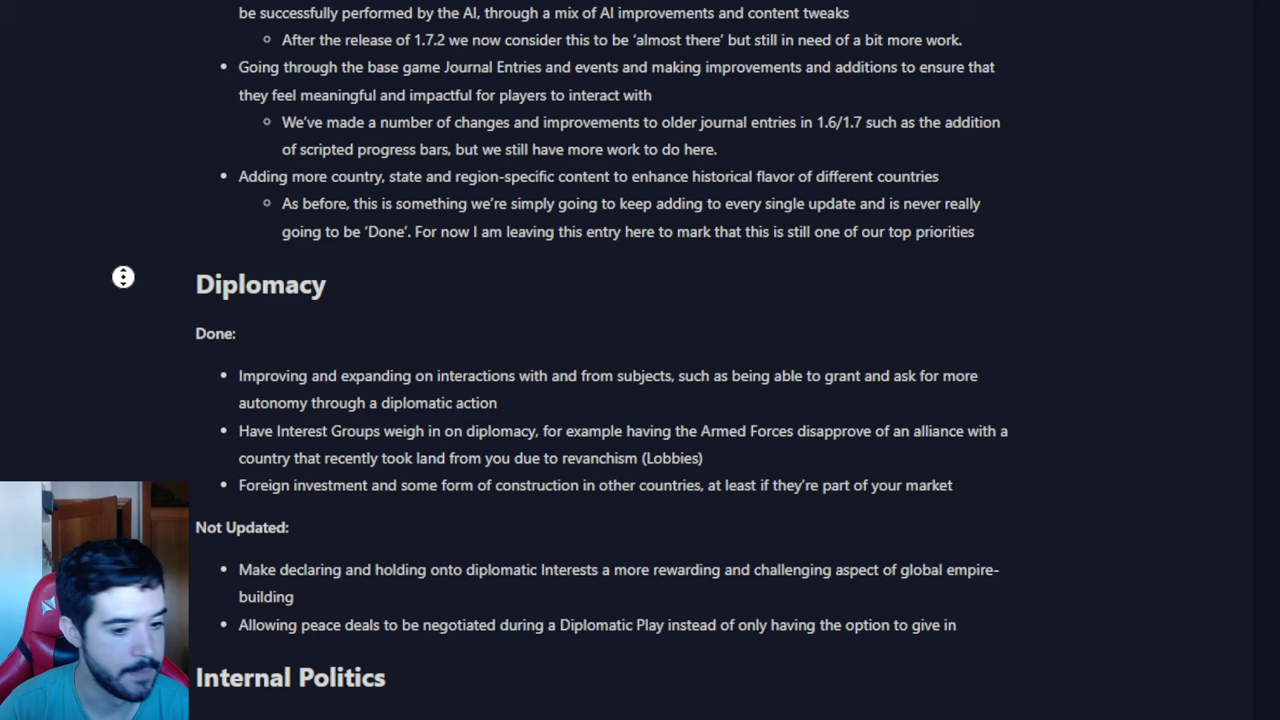 be successfully performed by the AI, through a mix of AI improvements and content tweaks
After the release of 1.7.2 we now consider this to be ‘almost there’ but still in need of a bit more work.
Going through the base game Journal Entries and events and making improvements and additions to ensure that
they feel meaningful and impactful for players to interact with
We’ve made a number of changes and improvements to older journal entries in 1.6/1.7 such as the addition
of scripted progress bars, but we still have more work to do here.
Adding more country, state and region-specific content to enhance historical flavor of different countries
As before, this is something we’re simply going to keep adding to every single update and is never really
going to be ‘Done’. For now I am leaving this entry here to mark that this is still one of our top priorities
Diplomacy
Done:
Improving and expanding on interactions with and from subjects, such as being able to grant and ask for more
autonomy through a diplomatic action
Have Interest Groups weigh in on diplomacy, for example having the Armed Forces disapprove of an alliance with a
country that recently took land from you due to revanchism (Lobbies)
Foreign investment and some form of construction in other countries, at least if they’re part of your market
Not Updated:
Make declaring and holding onto diplomatic Interests a more rewarding and challenging aspect of global empire-
building
Allowing peace deals to be negotiated during a Diplomatic Play instead of only having the option to give in
Internal Politics